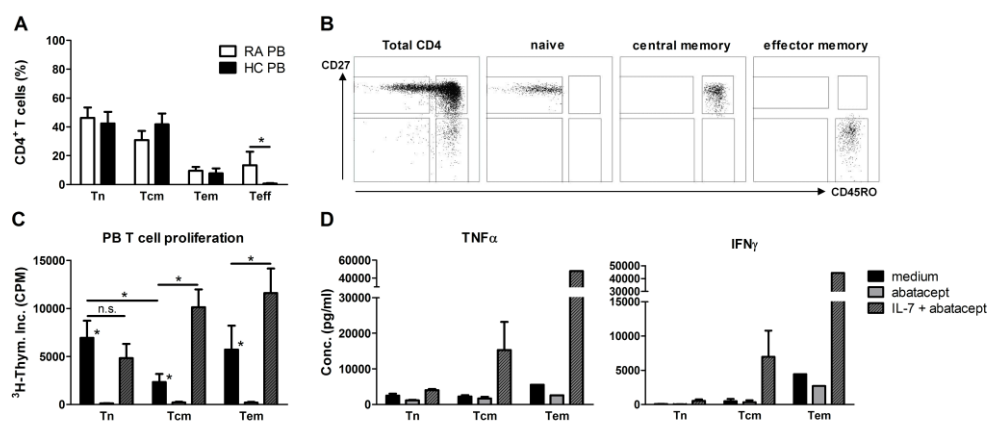 A
RA PB
HC PB
CD4+ T cells (%)
100
80
60
40
20
0
*
Tn
Tcm
Tem
Teff
B
Total CD4
naive
central memory
effector memory
CD27
CD45RO
C
PB T cell proliferation
³H-Thym. Inc. (CPM)
15000
10000
5000
0
*
*
*
n.s.
*
*
*
Tn
Tcm
Tem
D
TNFα
Conc. (pg/ml)
60000
50000
40000
30000
20000
10000
0
Tn
Tcm
Tem
IFNγ
50000
40000
30000
20000
15000
10000
5000
0
Tn
Tcm
Tem
medium
abatacept
IL-7 + abatacept